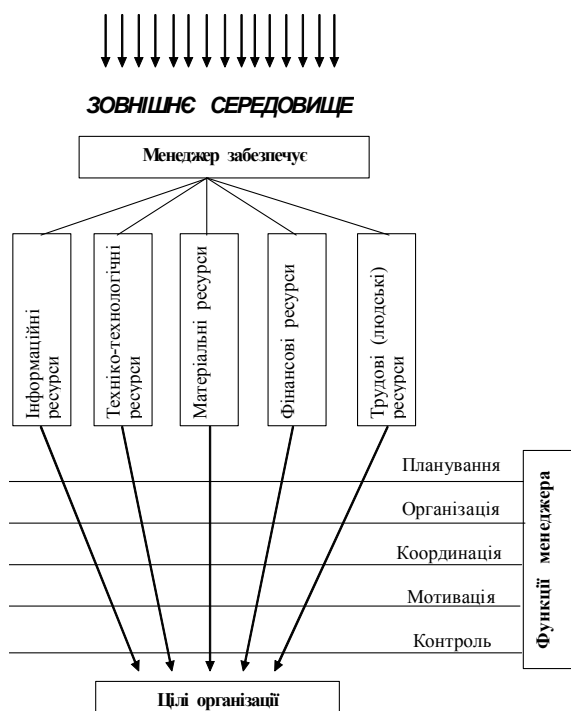 ЗОВНІШНЄ СЕРЕДОВИЩЕ
Менеджер забезпечує
Інформаційні
ресурси
Техніко-технологічні
ресурси
Матеріальні ресурси
Фінансові ресурси
Трудові (людські)
ресурси
Планування
Організація
Координація
Мотивація
Контроль
Функції менеджера
Цілі організації